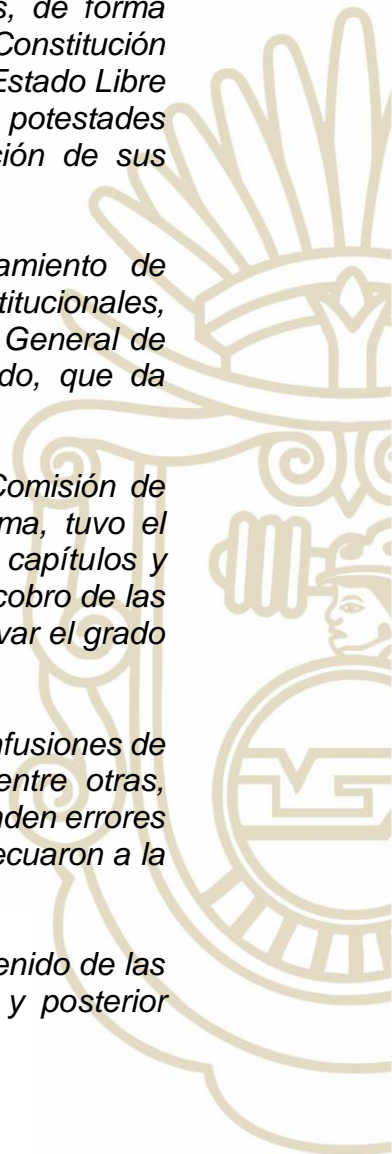 s, de forma
Constitución
Estado Libre
potestades
ción de sus
amiento de
titucionales,
General de
do, que da
Comisión de
ma, tuvo el
capítulos y
cobro de las
var el grado
nfusiones de
entre otras,
nden errores
ecuaron a la
enido de las
y posterior